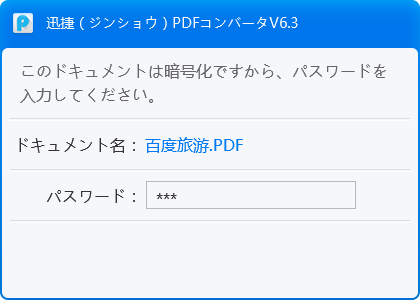 迅捷（ジンショウ）PDFコンバータV6.3
このドキュメントは暗号化ですから、パスワードを
入力してください。
ドキュメント名： 百度旅游.PDF
パスワード： ***